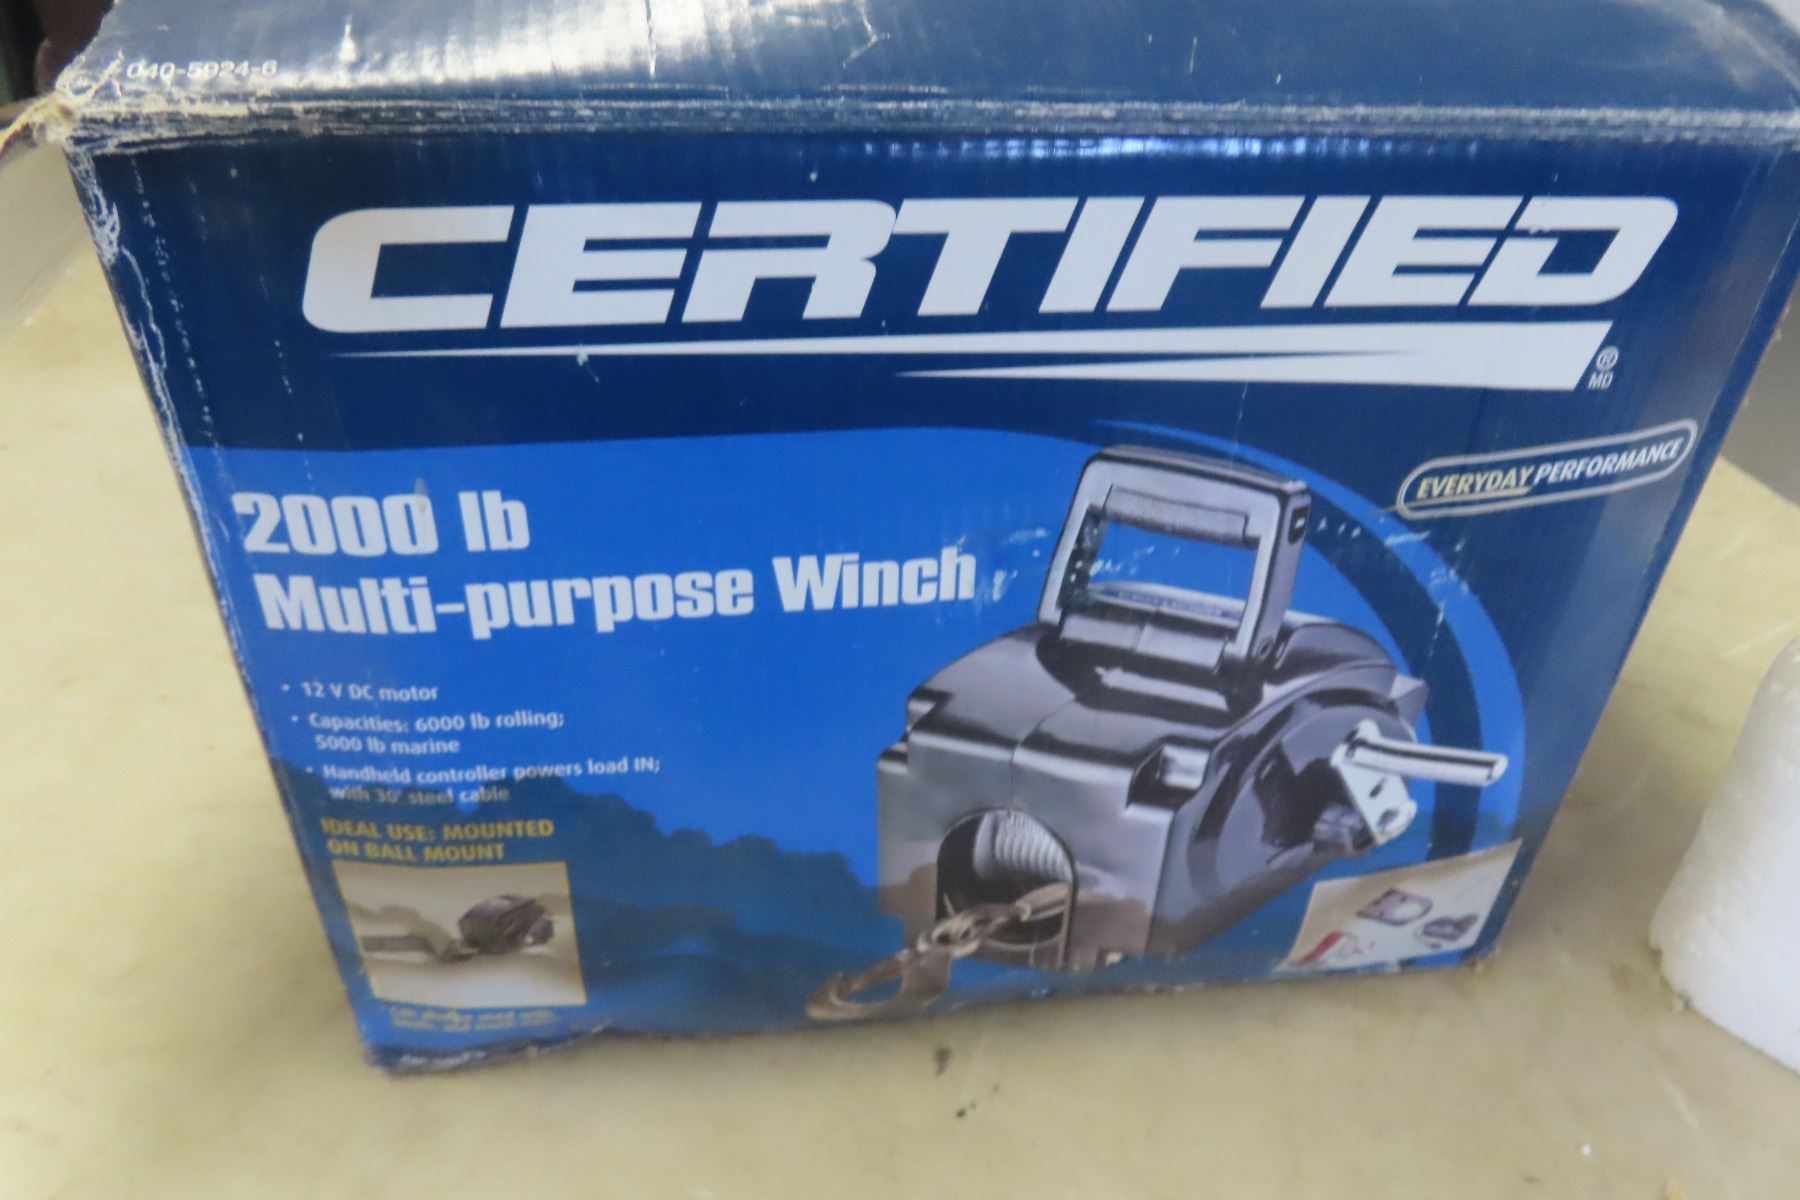 040-5924-6
CERTIFIED
®
MD
EVERYDAY PERFORMANCE
2000 lb
Multi-purpose Winch
• 12 V DC motor
• Capacities: 6000 lb rolling;
5000 lb marine
• Handheld controller powers load IN;
with 30' steel cable
IDEAL USE: MOUNTED
ON BALL MOUNT